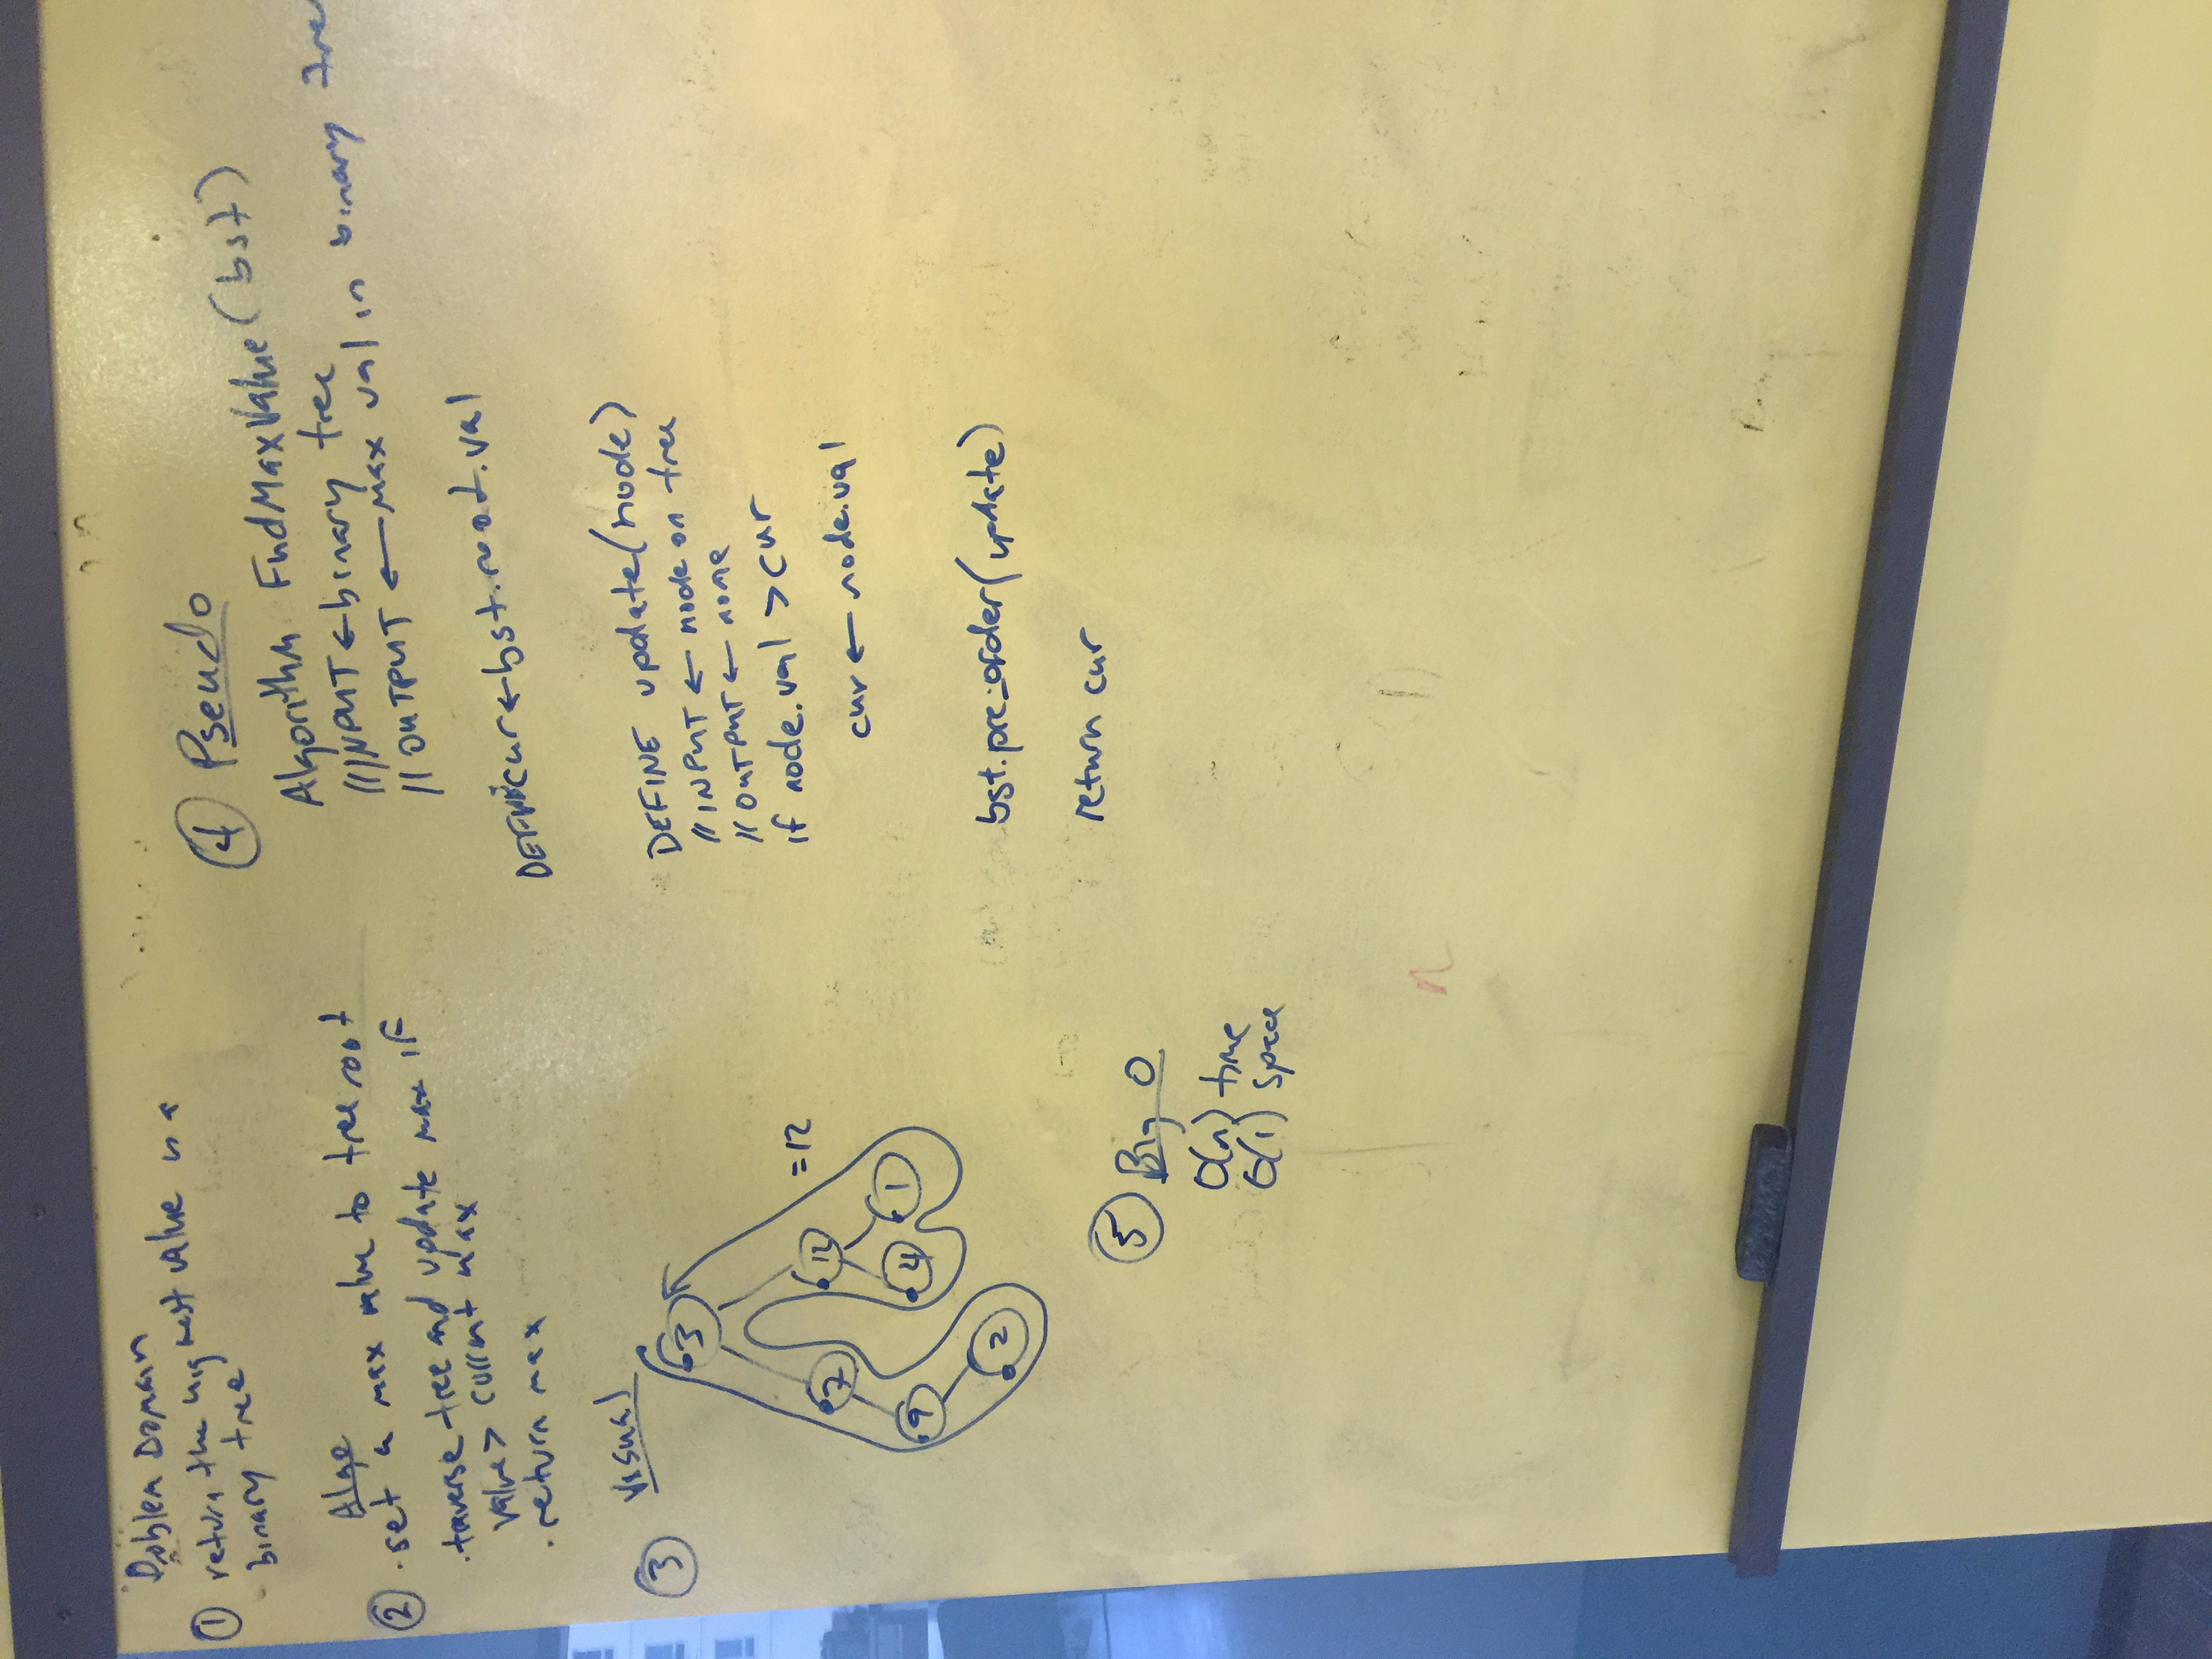 Problem Domain
① return the highest value in a
binary tree
Algo
② · set a max value to tree root
· traverse tree and update max if
value > current max
· return max
③ Visual
3
7 12
9 4 1
2
= 12
④ Pseudo
Algorithm FindMaxValue(bst)
// INPUT ← binary tree
// OUTPUT ← max val in binary tree
DEFINE cur ← bst.root.val
DEFINE update(node)
// INPUT ← node on tree
// OUTPUT ← none
if node.val > cur
cur ← node.val
bst.pre_order(update)
return cur
⑤ Big O
O(n) time
O(1) space
n